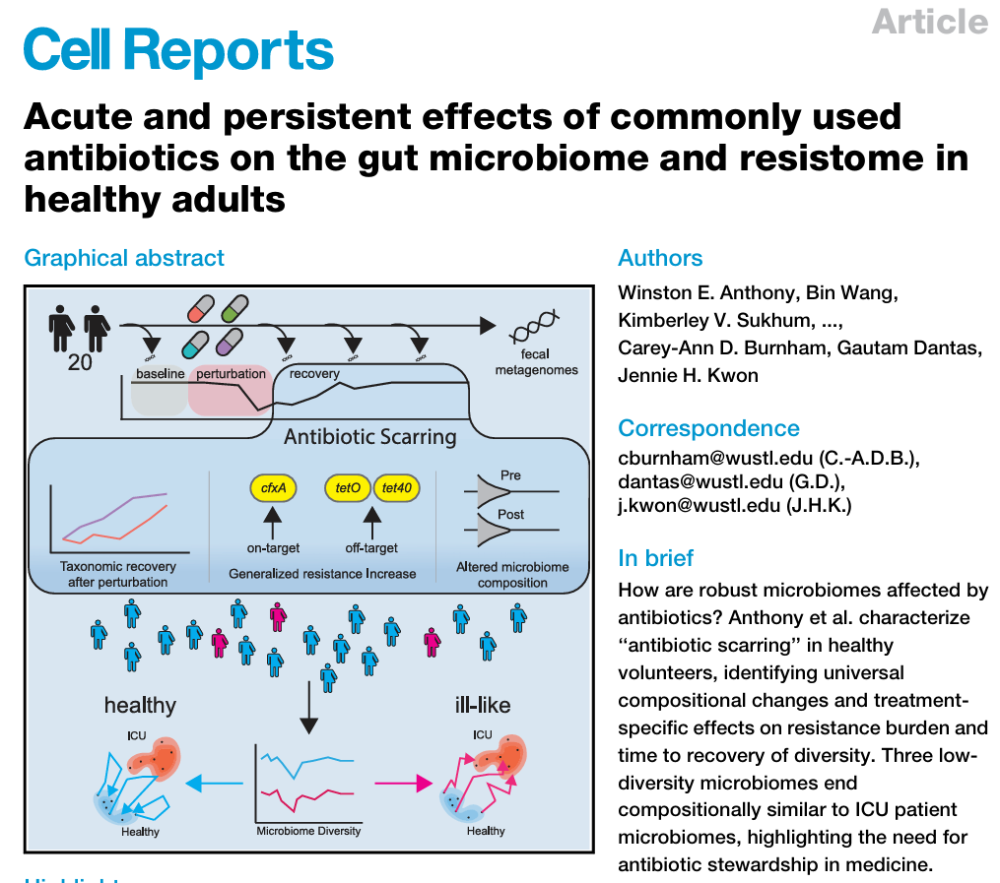 Article
Cell Reports
Acute and persistent effects of commonly used
antibiotics on the gut microbiome and resistome in
healthy adults
Graphical abstract
20
baseline
perturbation
recovery
fecal
metagenomes
Antibiotic Scarring
Taxonomic recovery
after perturbation
cfxA
tetO
tet40
on-target
off-target
Generalized resistance Increase
Pre
Post
Altered microbiome
composition
healthy
ill-like
ICU
Healthy
Microbiome Diversity
ICU
Healthy
Authors
Winston E. Anthony, Bin Wang,
Kimberley V. Sukhum, ...,
Carey-Ann D. Burnham, Gautam Dantas,
Jennie H. Kwon
Correspondence
cburnham@wustl.edu (C.-A.D.B.),
dantas@wustl.edu (G.D.),
j.kwon@wustl.edu (J.H.K.)
In brief
How are robust microbiomes affected by
antibiotics? Anthony et al. characterize
“antibiotic scarring” in healthy
volunteers, identifying universal
compositional changes and treatment-
specific effects on resistance burden and
time to recovery of diversity. Three low-
diversity microbiomes end
compositionally similar to ICU patient
microbiomes, highlighting the need for
antibiotic stewardship in medicine.